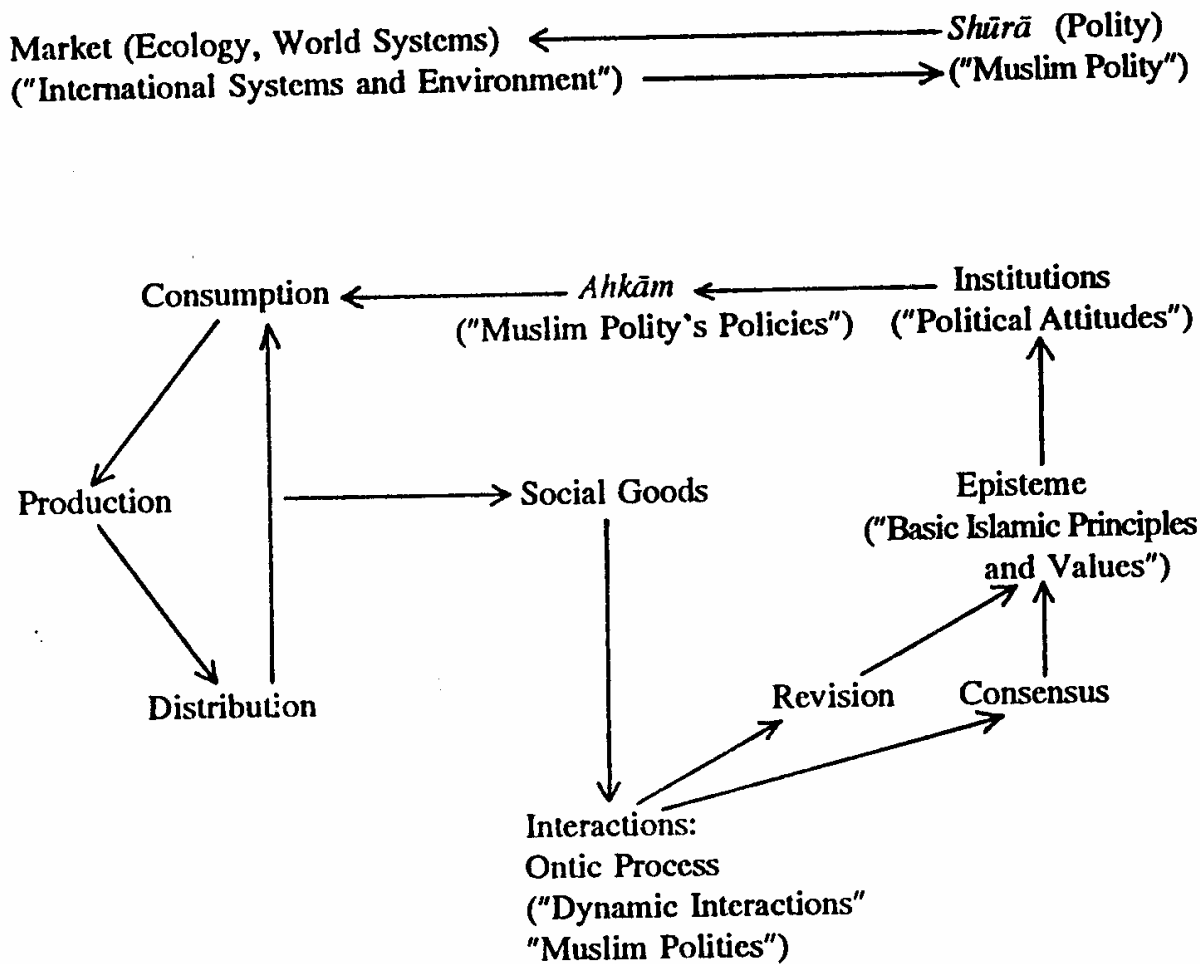 Market (Ecology, World Systems)
Shūrā (Polity)
("International Systems and Environment")
("Muslim Polity")
Consumption
Ahkām
("Muslim Polity's Policies")
Institutions
("Political Attitudes")
Production
Social Goods
Episteme
("Basic Islamic Principles
and Values")
Distribution
Revision
Consensus
Interactions:
Ontic Process
("Dynamic Interactions"
"Muslim Polities")